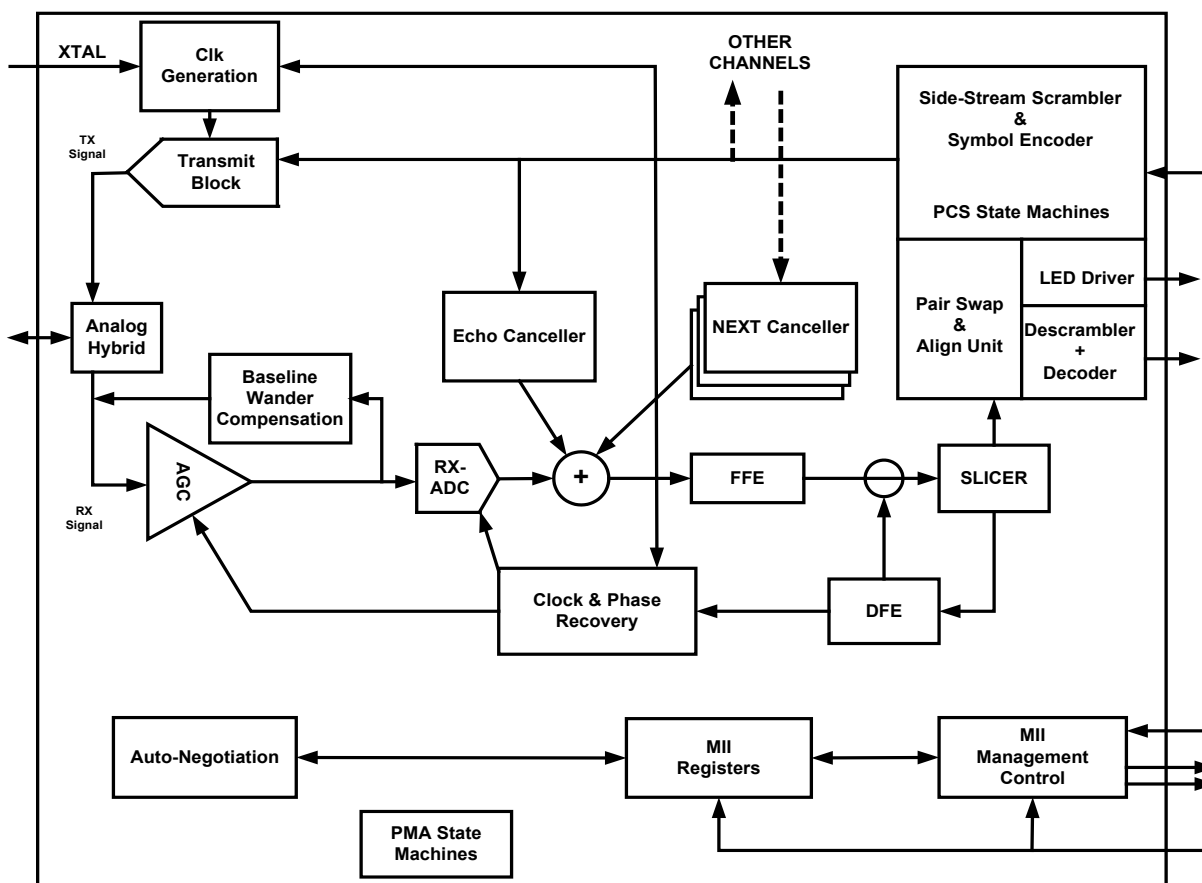 XTAL
Clk
Generation
OTHER
CHANNELS
Side-Stream Scrambler
&
Symbol Encoder
PCS State Machines
TX
Signal
Transmit
Block
LED Driver
Pair Swap
&
Align Unit
Descrambler
+
Decoder
Analog
Hybrid
Echo Canceller
NEXT Canceller
Baseline
Wander
Compensation
AGC
RX-
ADC
+
FFE
SLICER
RX
Signal
Clock & Phase
Recovery
DFE
Auto-Negotiation
MII
Registers
MII
Management
Control
PMA State
Machines